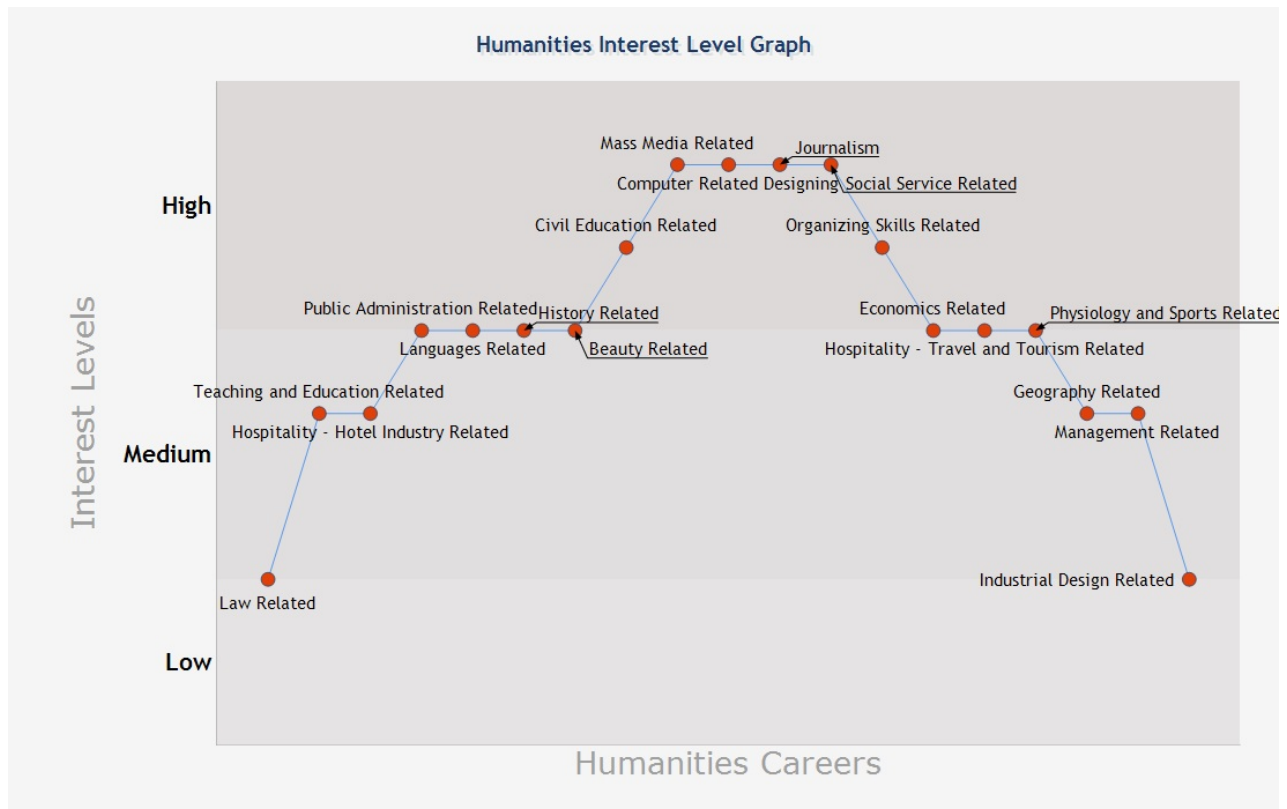 Humanities Interest Level Graph
Mass Media Related
Journalism
Computer Related Designing
Social Service Related
High
Civil Education Related
Organizing Skills Related
Public Administration Related
History Related
Economics Related
Physiology and Sports Related
Languages Related
Beauty Related
Hospitality - Travel and Tourism Related
Teaching and Education Related
Geography Related
Hospitality - Hotel Industry Related
Management Related
Medium
Interest Levels
Industrial Design Related
Law Related
Low
Humanities Careers